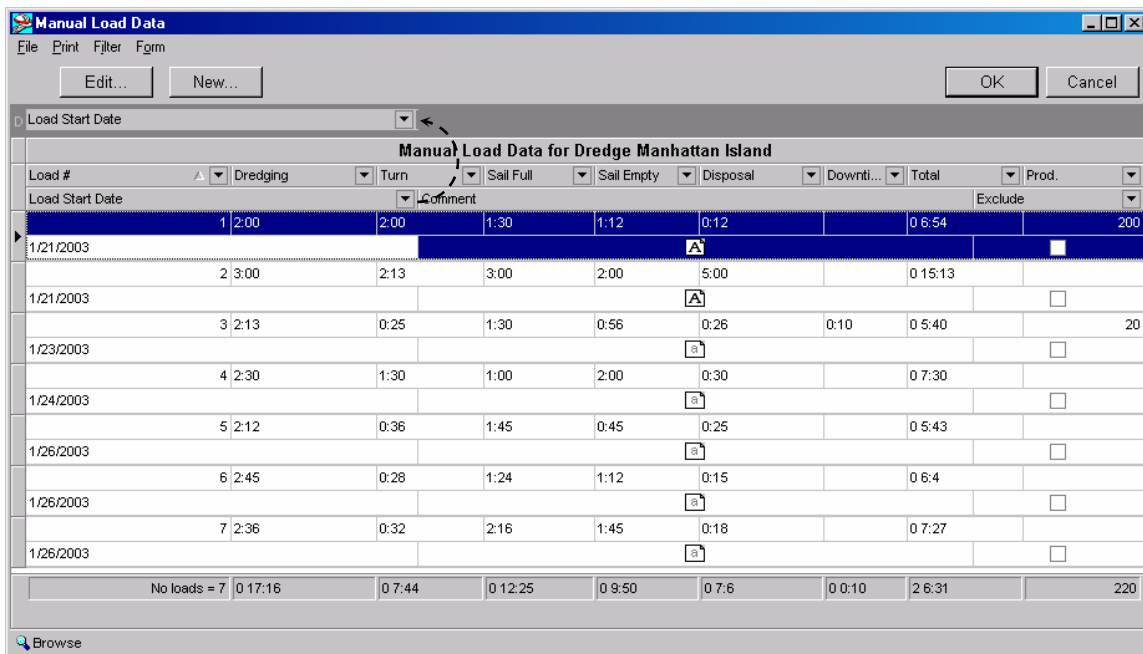 Manual Load Data
File Print Filter Form
Edit... New... OK Cancel
D Load Start Date
Manual Load Data for Dredge Manhattan Island
Load # Dredging Turn Sail Full Sail Empty Disposal Downti... Total Prod.
Load Start Date Comment Exclude
1 2:00 2:00 1:30 1:12 0:12 0 6:54 200
1/21/2003 A
2 3:00 2:13 3:00 2:00 5:00 0 15:13
1/21/2003 A
3 2:13 0:25 1:30 0:56 0:26 0:10 0 5:40 20
1/23/2003 a
4 2:30 1:30 1:00 2:00 0:30 0 7:30
1/24/2003 a
5 2:12 0:36 1:45 0:45 0:25 0 5:43
1/26/2003 a
6 2:45 0:28 1:24 1:12 0:15 0 6:4
1/26/2003 a
7 2:36 0:32 2:16 1:45 0:18 0 7:27
1/26/2003 a
No loads = 7 0 17:16 0 7:44 0 12:25 0 9:50 0 7:6 0 0:10 2 6:31 220
Browse